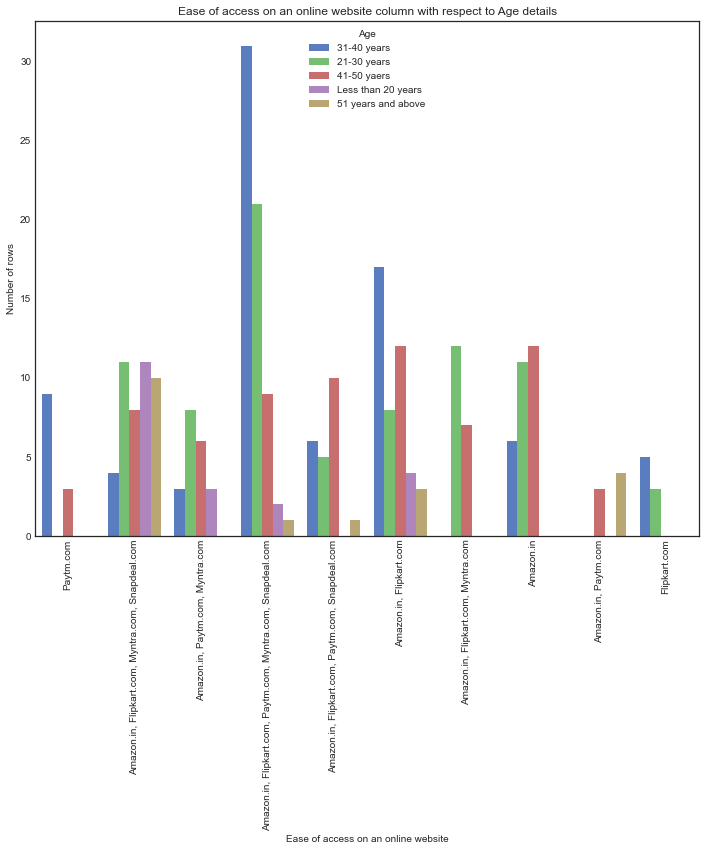 Ease of access on an online website column with respect to Age details
Age
31-40 years
21-30 years
41-50 yaers
Less than 20 years
51 years and above
Number of rows
30
25
20
15
10
5
0
Paytm.com
Amazon.in, Flipkart.com, Myntra.com, Snapdeal.com
Amazon.in, Paytm.com, Myntra.com
Amazon.in, Flipkart.com, Paytm.com, Myntra.com, Snapdeal.com
Amazon.in, Flipkart.com, Paytm.com, Snapdeal.com
Amazon.in, Flipkart.com
Amazon.in, Flipkart.com, Myntra.com
Amazon.in
Amazon.in, Paytm.com
Flipkart.com
Ease of access on an online website